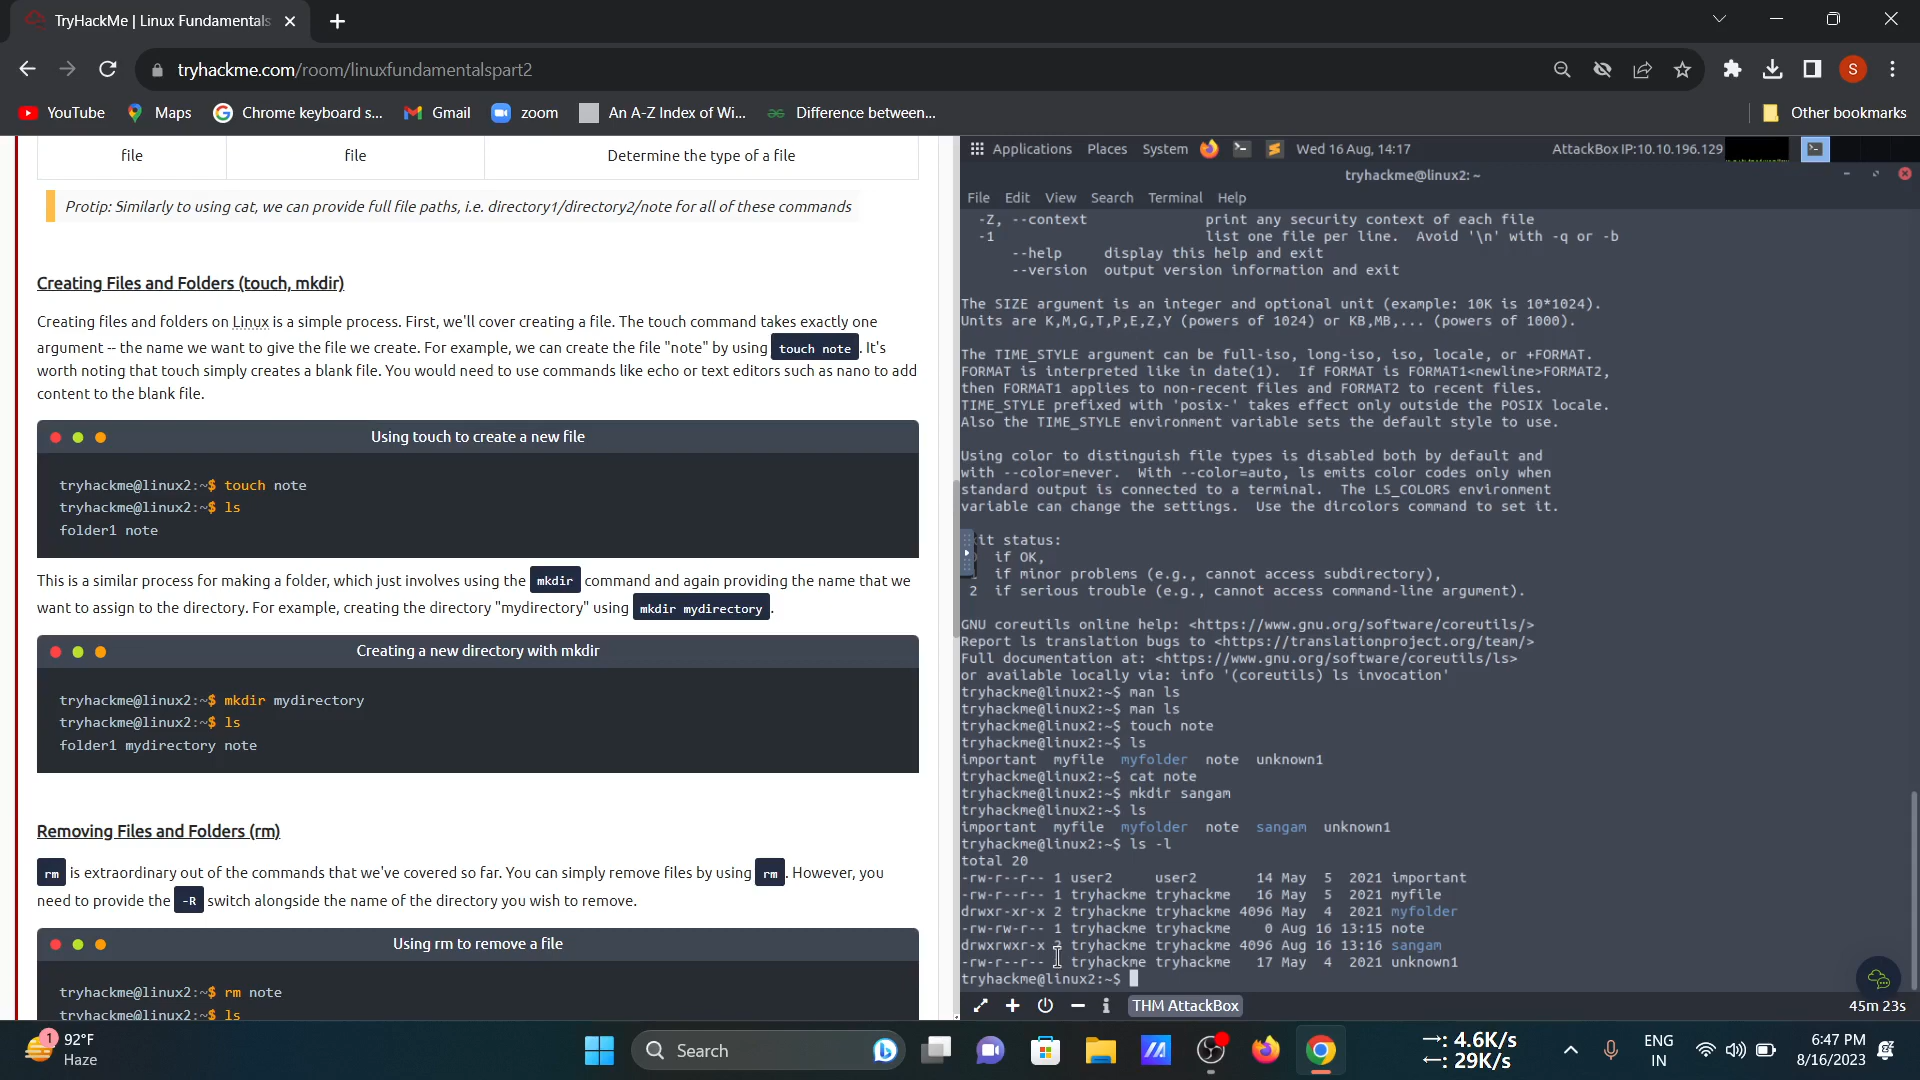 TryHackMe | Linux Fundamentals
tryhackme.com/room/linuxfundamentalspart2
S
YouTube
Maps
Chrome keyboard s...
Gmail
zoom
An A-Z Index of Wi...
Difference between...
Other bookmarks
file file Determine the type of a file
Protip: Similarly to using cat, we can provide full file paths, i.e. directory1/directory2/note for all of these commands
Creating Files and Folders (touch, mkdir)
Creating files and folders on Linux is a simple process. First, we'll cover creating a file. The touch command takes exactly one
argument -- the name we want to give the file we create. For example, we can create the file "note" by using touch note. It's
worth noting that touch simply creates a blank file. You would need to use commands like echo or text editors such as nano to add
content to the blank file.
Using touch to create a new file
tryhackme@linux2:~$ touch note
tryhackme@linux2:~$ ls
folder1 note
This is a similar process for making a folder, which just involves using the mkdir command and again providing the name that we
want to assign to the directory. For example, creating the directory "mydirectory" using mkdir mydirectory.
Creating a new directory with mkdir
tryhackme@linux2:~$ mkdir mydirectory
tryhackme@linux2:~$ ls
folder1 mydirectory note
Removing Files and Folders (rm)
rm is extraordinary out of the commands that we've covered so far. You can simply remove files by using rm. However, you
need to provide the -R switch alongside the name of the directory you wish to remove.
Using rm to remove a file
tryhackme@linux2:~$ rm note
tryhackme@linux2:~$ ls
Applications Places System Wed 16 Aug, 14:17 AttackBox IP:10.10.196.129
tryhackme@linux2: ~
File Edit View Search Terminal Help
-Z, --context print any security context of each file
-1 list one file per line. Avoid '\n' with -q or -b
--help display this help and exit
--version output version information and exit
The SIZE argument is an integer and optional unit (example: 10K is 10*1024).
Units are K,M,G,T,P,E,Z,Y (powers of 1024) or KB,MB,... (powers of 1000).
The TIME_STYLE argument can be full-iso, long-iso, iso, locale, or +FORMAT.
FORMAT is interpreted like in date(1). If FORMAT is FORMAT1<newline>FORMAT2,
then FORMAT1 applies to non-recent files and FORMAT2 to recent files.
TIME_STYLE prefixed with 'posix-' takes effect only outside the POSIX locale.
Also the TIME_STYLE environment variable sets the default style to use.
Using color to distinguish file types is disabled both by default and
with --color=never. With --color=auto, ls emits color codes only when
standard output is connected to a terminal. The LS_COLORS environment
variable can change the settings. Use the dircolors command to set it.
it status:
if OK,
if minor problems (e.g., cannot access subdirectory),
2 if serious trouble (e.g., cannot access command-line argument).
GNU coreutils online help: <https://www.gnu.org/software/coreutils/>
Report ls translation bugs to <https://translationproject.org/team/>
Full documentation at: <https://www.gnu.org/software/coreutils/ls>
or available locally via: info '(coreutils) ls invocation'
tryhackme@linux2:~$ man ls
tryhackme@linux2:~$ man ls
tryhackme@linux2:~$ touch note
tryhackme@linux2:~$ ls
important myfile myfolder note unknown1
tryhackme@linux2:~$ cat note
tryhackme@linux2:~$ mkdir sangam
tryhackme@linux2:~$ ls
important myfile myfolder note sangam unknown1
tryhackme@linux2:~$ ls -l
total 20
-rw-r--r-- 1 user2 user2 14 May 5 2021 important
-rw-r--r-- 1 tryhackme tryhackme 16 May 5 2021 myfile
drwxr-xr-x 2 tryhackme tryhackme 4096 May 4 2021 myfolder
-rw-rw-r-- 1 tryhackme tryhackme 0 Aug 16 13:15 note
drwxrwxr-x 2 tryhackme tryhackme 4096 Aug 16 13:16 sangam
-rw-r--r-- tryhackme tryhackme 17 May 4 2021 unknown1
tryhackme@linux2:~$
THM AttackBox
45m 23s
1
92°F
Haze
Search
4.6K/s
29K/s
ENG
IN
6:47 PM
8/16/2023